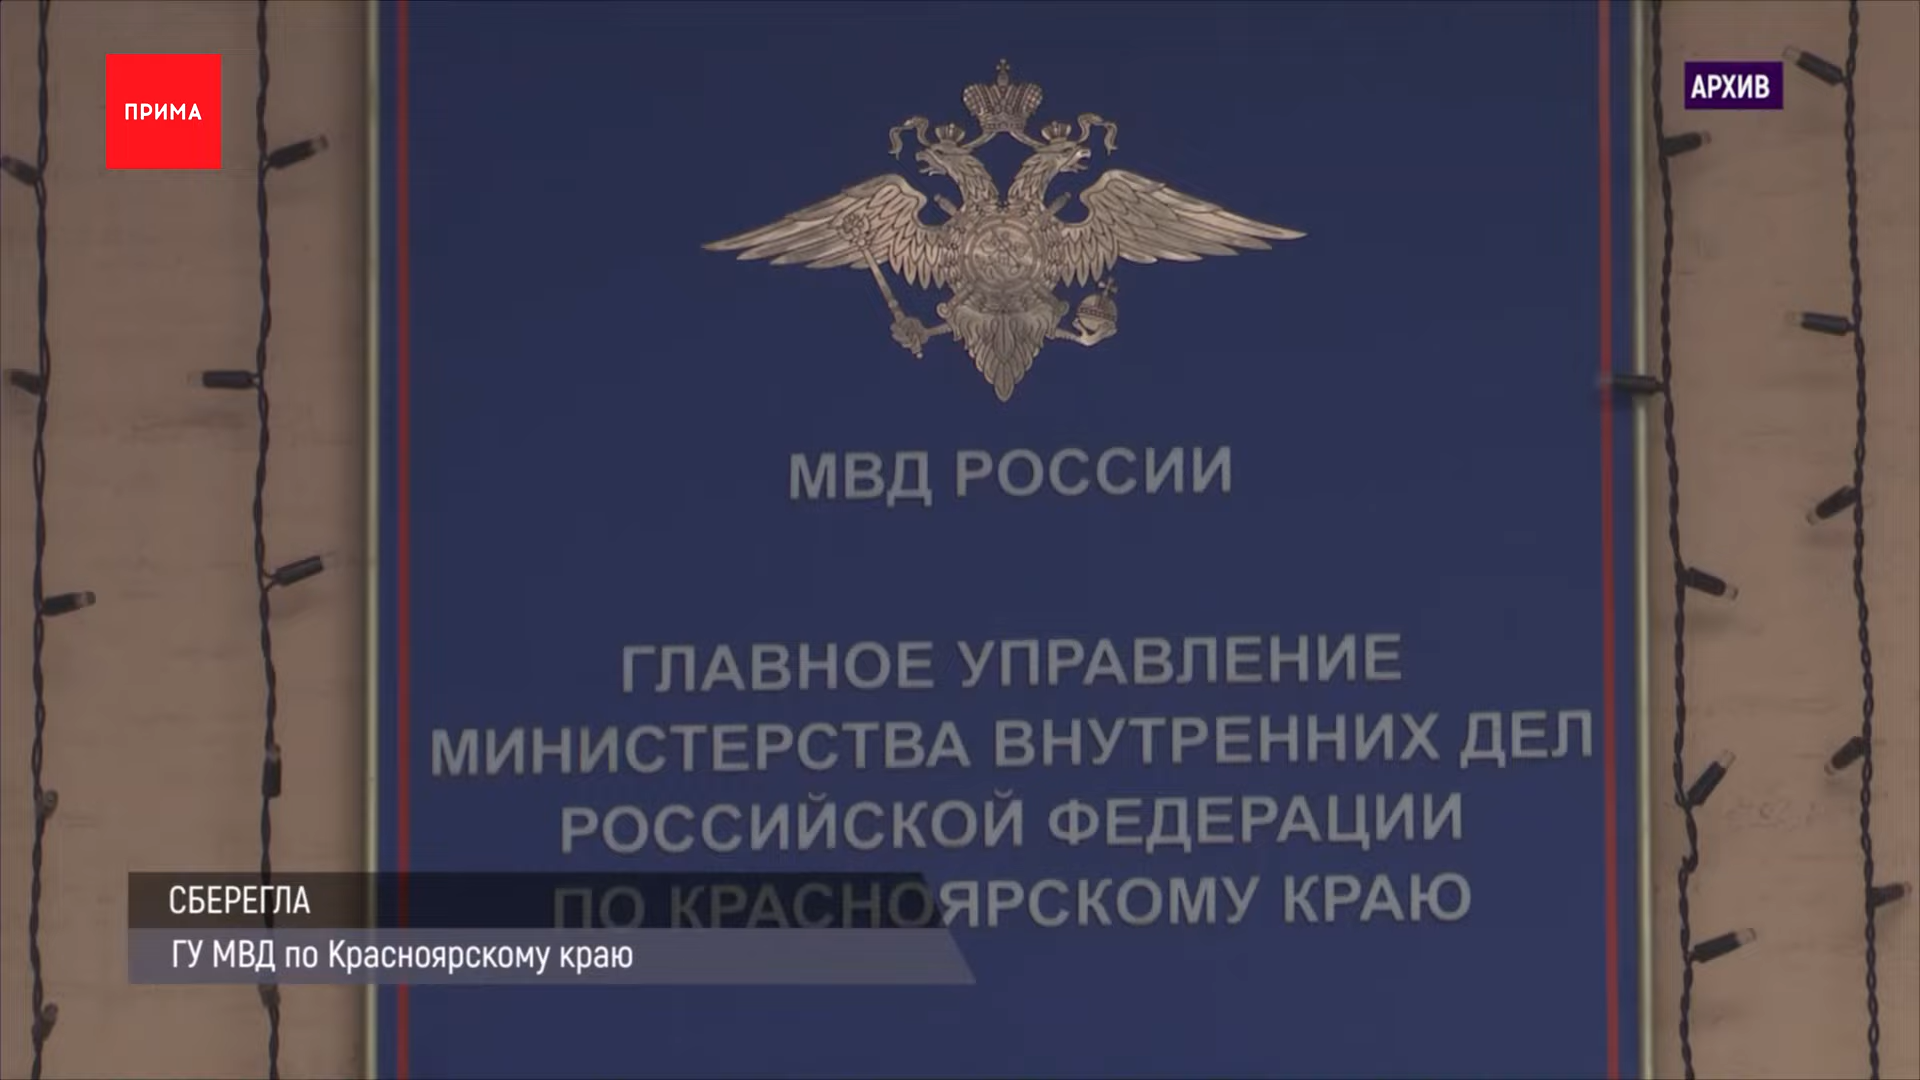 ПРИМА
АРХИВ
МВД РОССИИ
ГЛАВНОЕ УПРАВЛЕНИЕ
МИНИСТЕРСТВА ВНУТРЕННИХ ДЕЛ
РОССИЙСКОЙ ФЕДЕРАЦИИ
ПО КРАСНОЯРСКОМУ КРАЮ
СБЕРЕГЛА
ГУ МВД по Красноярскому краю